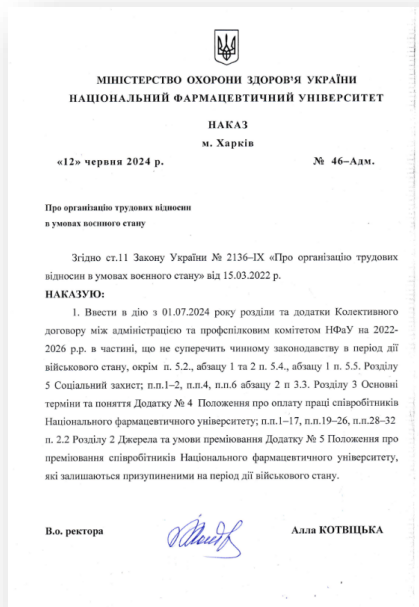 МІНІСТЕРСТВО ОХОРОНИ ЗДОРОВ'Я УКРАЇНИ
НАЦІОНАЛЬНИЙ ФАРМАЦЕВТИЧНИЙ УНІВЕРСИТЕТ
НАКАЗ
м. Харків
«12» червня 2024 р. № 46–Адм.
Про організацію трудових відносин
в умовах воєнного стану
Згідно ст.11 Закону України № 2136–IX «Про організацію трудових
відносин в умовах воєнного стану» від 15.03.2022 р.
НАКАЗУЮ:
1. Ввести в дію з 01.07.2024 року розділи та додатки Колективного
договору між адміністрацією та профспілковим комітетом НФаУ на 2022-
2026 р.р. в частині, що не суперечить чинному законодавству в період дії
військового стану, окрім п. 5.2., абзацу 1 та 2 п. 5.4., абзацу 1 п. 5.5. Розділу
5 Соціальний захист; п.п.1–2, п.п.4, п.п.6 абзацу 2 п 3.3. Розділу 3 Основні
терміни та поняття Додатку № 4 Положення про оплату праці співробітників
Національного фармацевтичного університету; п.п.1–17, п.п.19–26, п.п.28–32
п. 2.2 Розділу 2 Джерела та умови преміювання Додатку № 5 Положення про
преміювання співробітників Національного фармацевтичного університету,
які залишаються призупиненими на період дії військового стану.
В.о. ректора Алла КОТВІЦЬКА